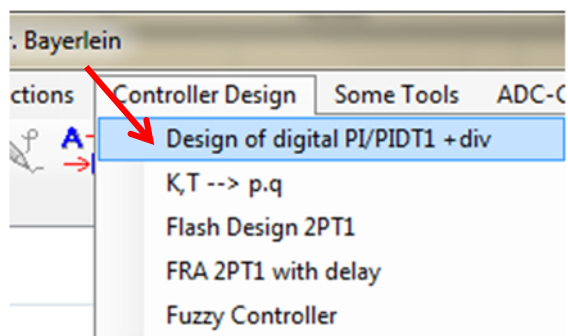 r. Bayerlein
ctions Controller Design Some Tools ADC-C
A
Design of digital PI/PIDT1 +div
K,T --> p.q
Flash Design 2PT1
FRA 2PT1 with delay
Fuzzy Controller